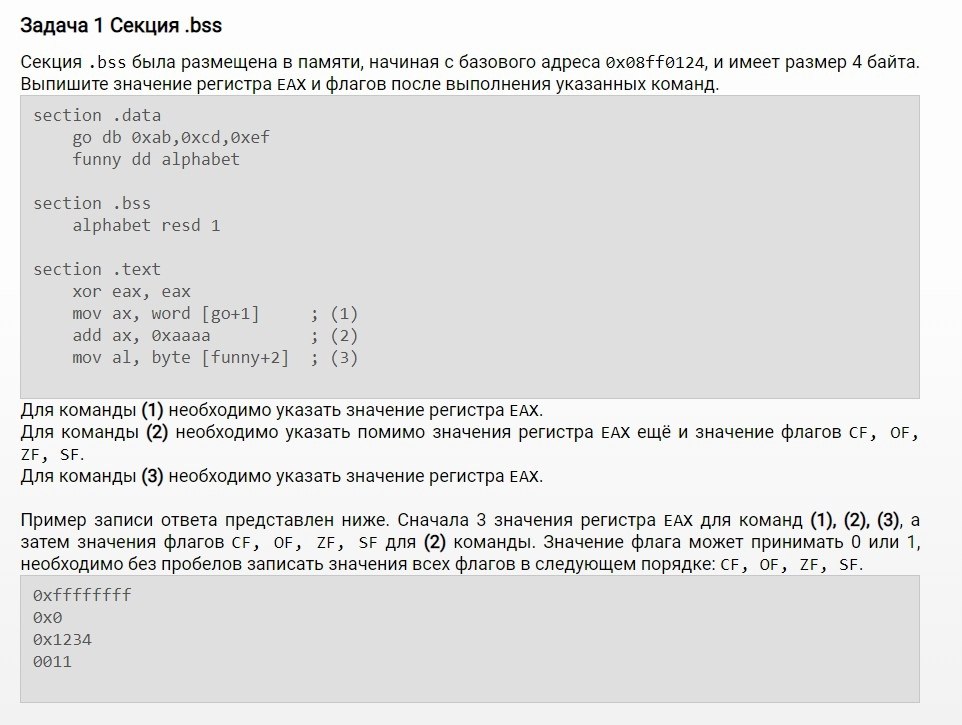 Задача 1 Секция .bss
Секция .bss была размещена в памяти, начиная с базового адреса 0x08ff0124, и имеет размер 4 байта.
Выпишите значение регистра EAX и флагов после выполнения указанных команд.
section .data
    go db 0xab,0xcd,0xef
    funny dd alphabet
section .bss
    alphabet resd 1
section .text
    xor eax, eax
    mov ax, word [go+1]     ; (1)
    add ax, 0xaaaa          ; (2)
    mov al, byte [funny+2]  ; (3)
Для команды (1) необходимо указать значение регистра EAX.
Для команды (2) необходимо указать помимо значения регистра EAX ещё и значение флагов CF, OF,
ZF, SF.
Для команды (3) необходимо указать значение регистра EAX.
Пример записи ответа представлен ниже. Сначала 3 значения регистра EAX для команд (1), (2), (3), а
затем значения флагов CF, OF, ZF, SF для (2) команды. Значение флага может принимать 0 или 1,
необходимо без пробелов записать значения всех флагов в следующем порядке: CF, OF, ZF, SF.
0xffffffff
0x0
0x1234
0011